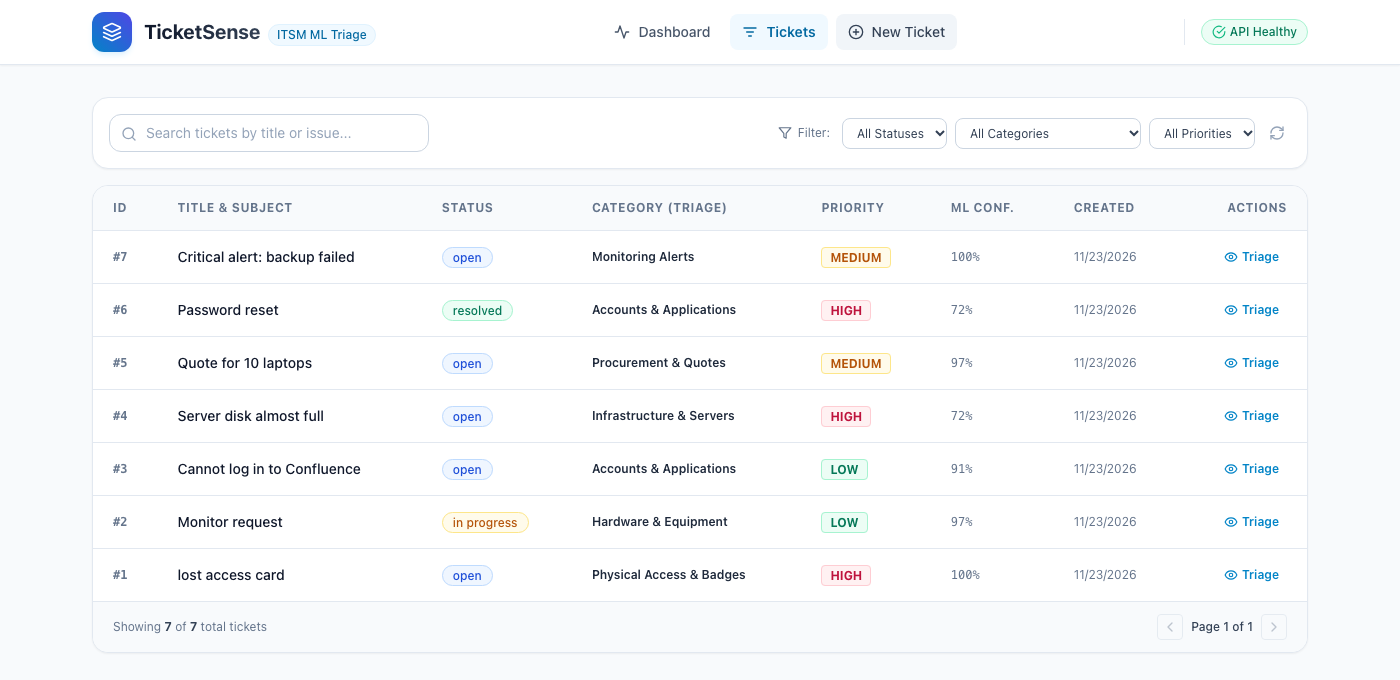 TicketSense ITSM ML Triage Dashboard Tickets New Ticket API Healthy
Search tickets by title or issue... Filter: All Statuses All Categories All Priorities
ID TITLE & SUBJECT STATUS CATEGORY (TRIAGE) PRIORITY ML CONF. CREATED ACTIONS
#7 Critical alert: backup failed open Monitoring Alerts MEDIUM 100% 11/23/2026 Triage
#6 Password reset resolved Accounts & Applications HIGH 72% 11/23/2026 Triage
#5 Quote for 10 laptops open Procurement & Quotes MEDIUM 97% 11/23/2026 Triage
#4 Server disk almost full open Infrastructure & Servers HIGH 72% 11/23/2026 Triage
#3 Cannot log in to Confluence open Accounts & Applications LOW 91% 11/23/2026 Triage
#2 Monitor request in progress Hardware & Equipment LOW 97% 11/23/2026 Triage
#1 lost access card open Physical Access & Badges HIGH 100% 11/23/2026 Triage
Showing 7 of 7 total tickets Page 1 of 1